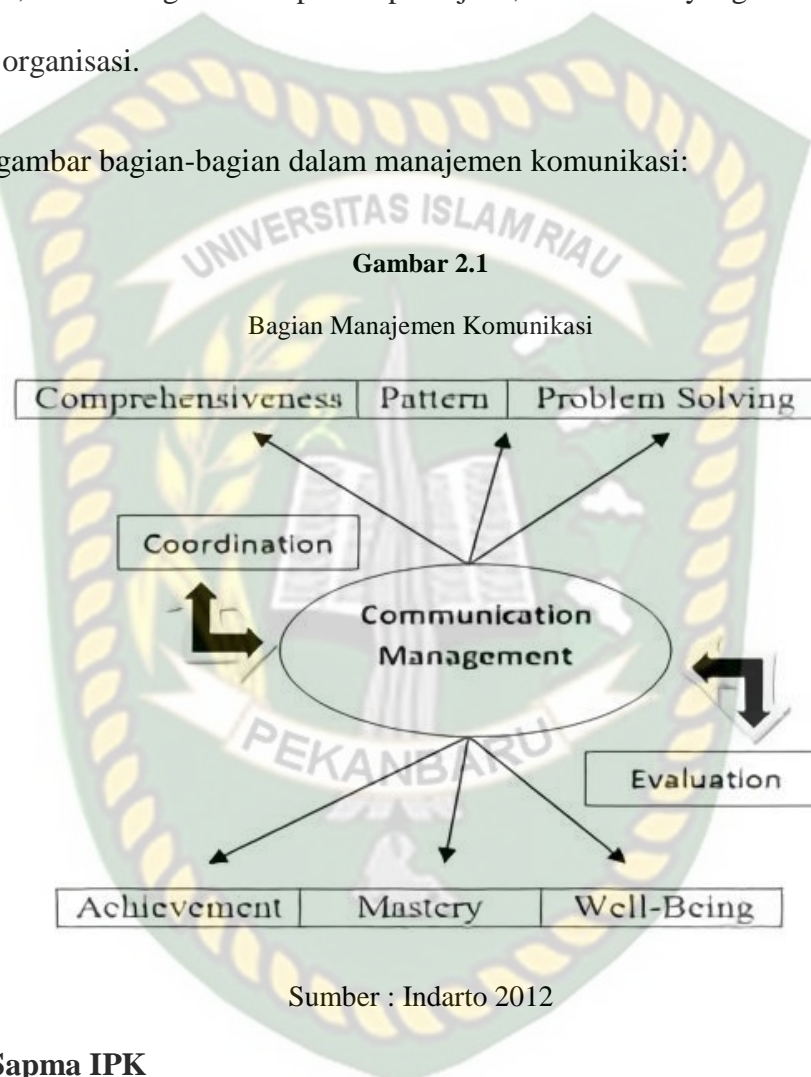 organisasi.
gambar bagian-bagian dalam manajemen komunikasi:
UNIVERSITAS ISLAM RIAU
Gambar 2.1
Bagian Manajemen Komunikasi
Comprehensiveness Pattern Problem Solving
Coordination
Communication
Management
PEKANBARU
Evaluation
Achievement Mastery Well-Being
Sumber : Indarto 2012
Sapma IPK